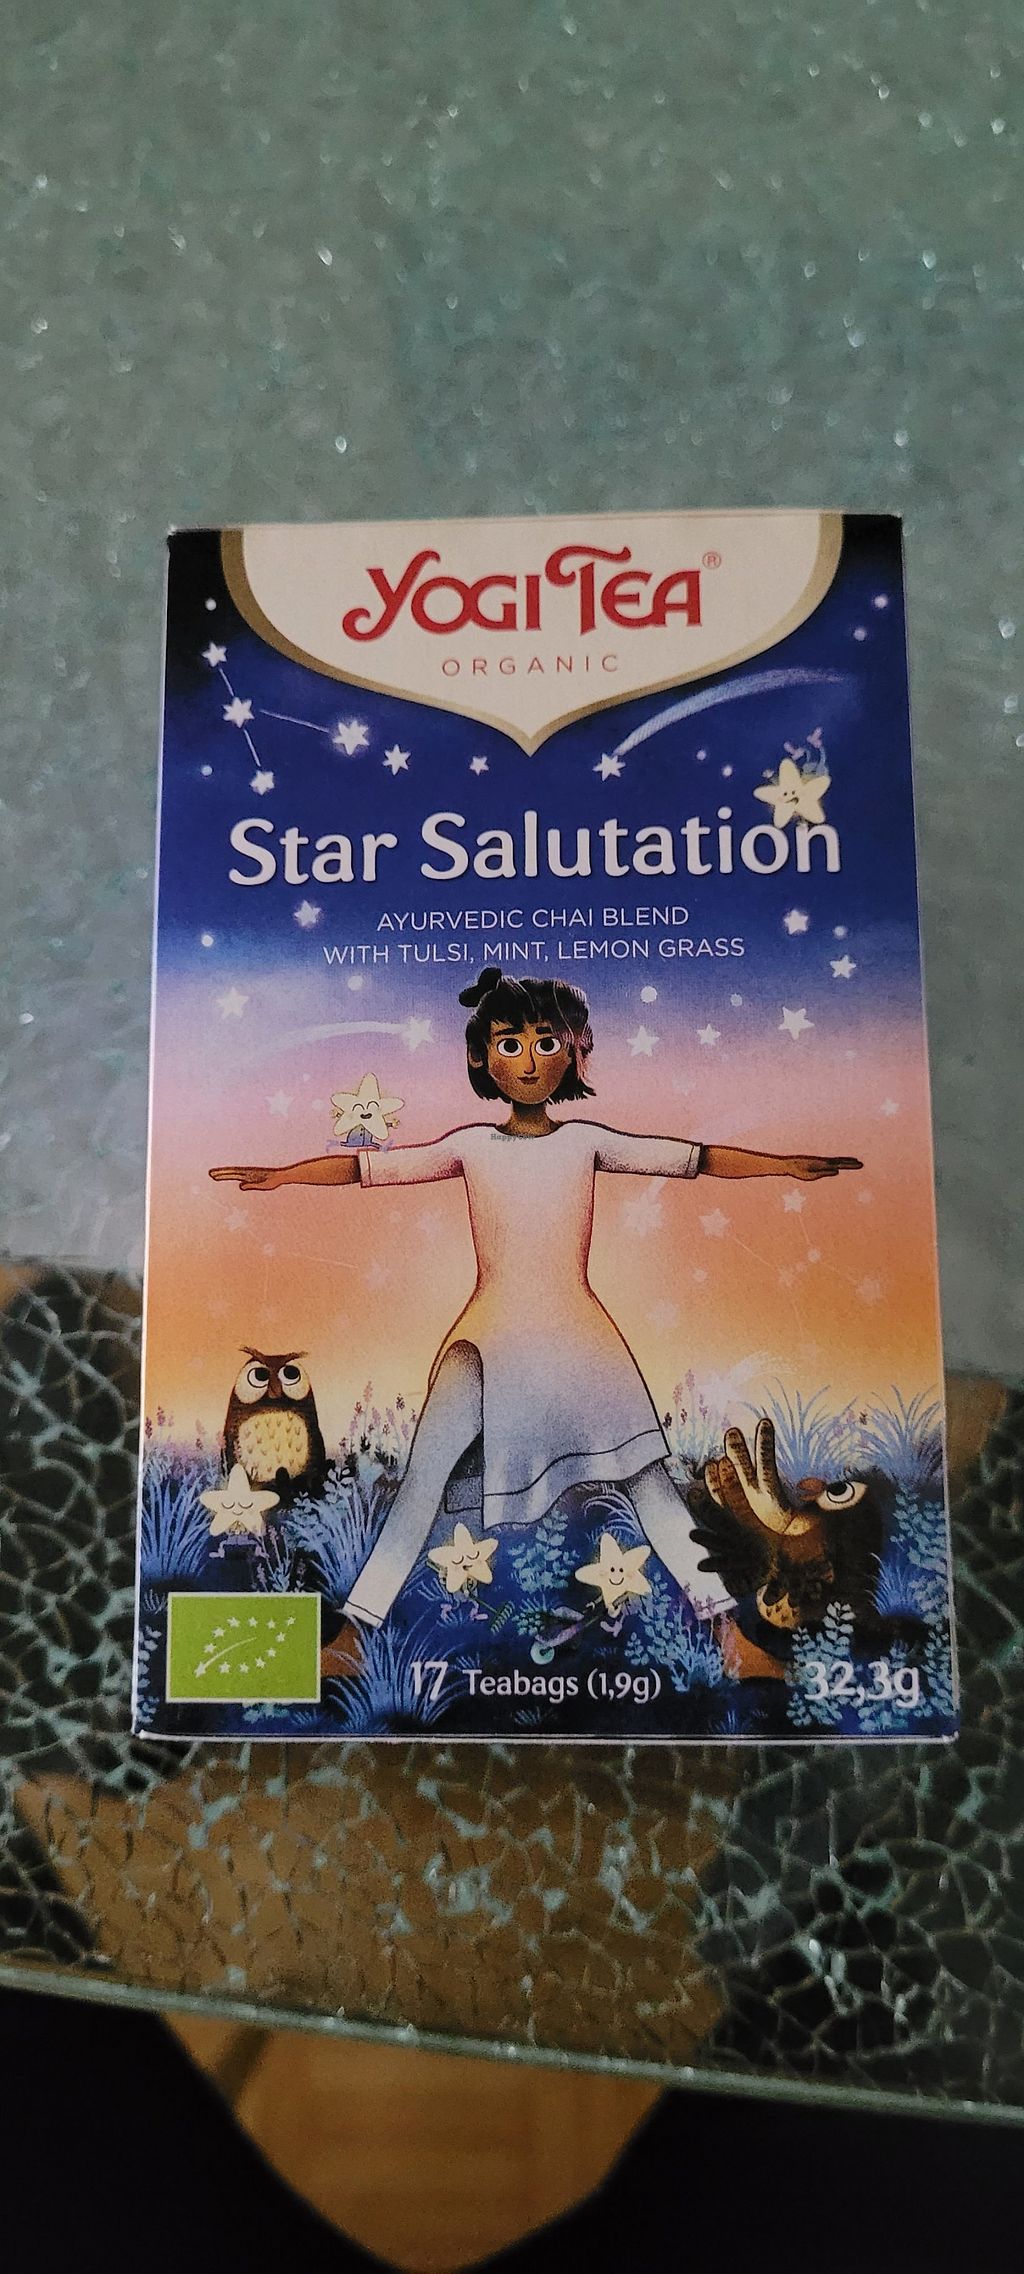 YOGI TEA®
ORGANIC
Star Salutation
AYURVEDIC CHAI BLEND
WITH TULSI, MINT, LEMON GRASS
HappyCow
17 Teabags (1,9g)
32,3g